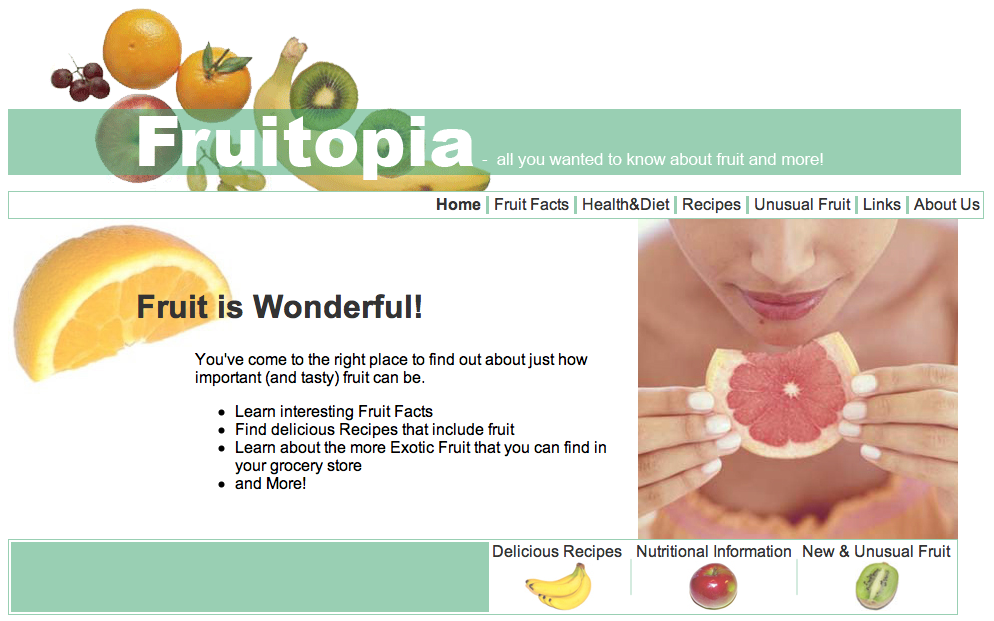 Fruitopia - all you wanted to know about fruit and more!
Home Fruit Facts Health&Diet Recipes Unusual Fruit Links About Us
Fruit is Wonderful!
You've come to the right place to find out about just how
important (and tasty) fruit can be.
Learn interesting Fruit Facts
Find delicious Recipes that include fruit
Learn about the more Exotic Fruit that you can find in
your grocery store
and More!
Delicious Recipes Nutritional Information New & Unusual Fruit